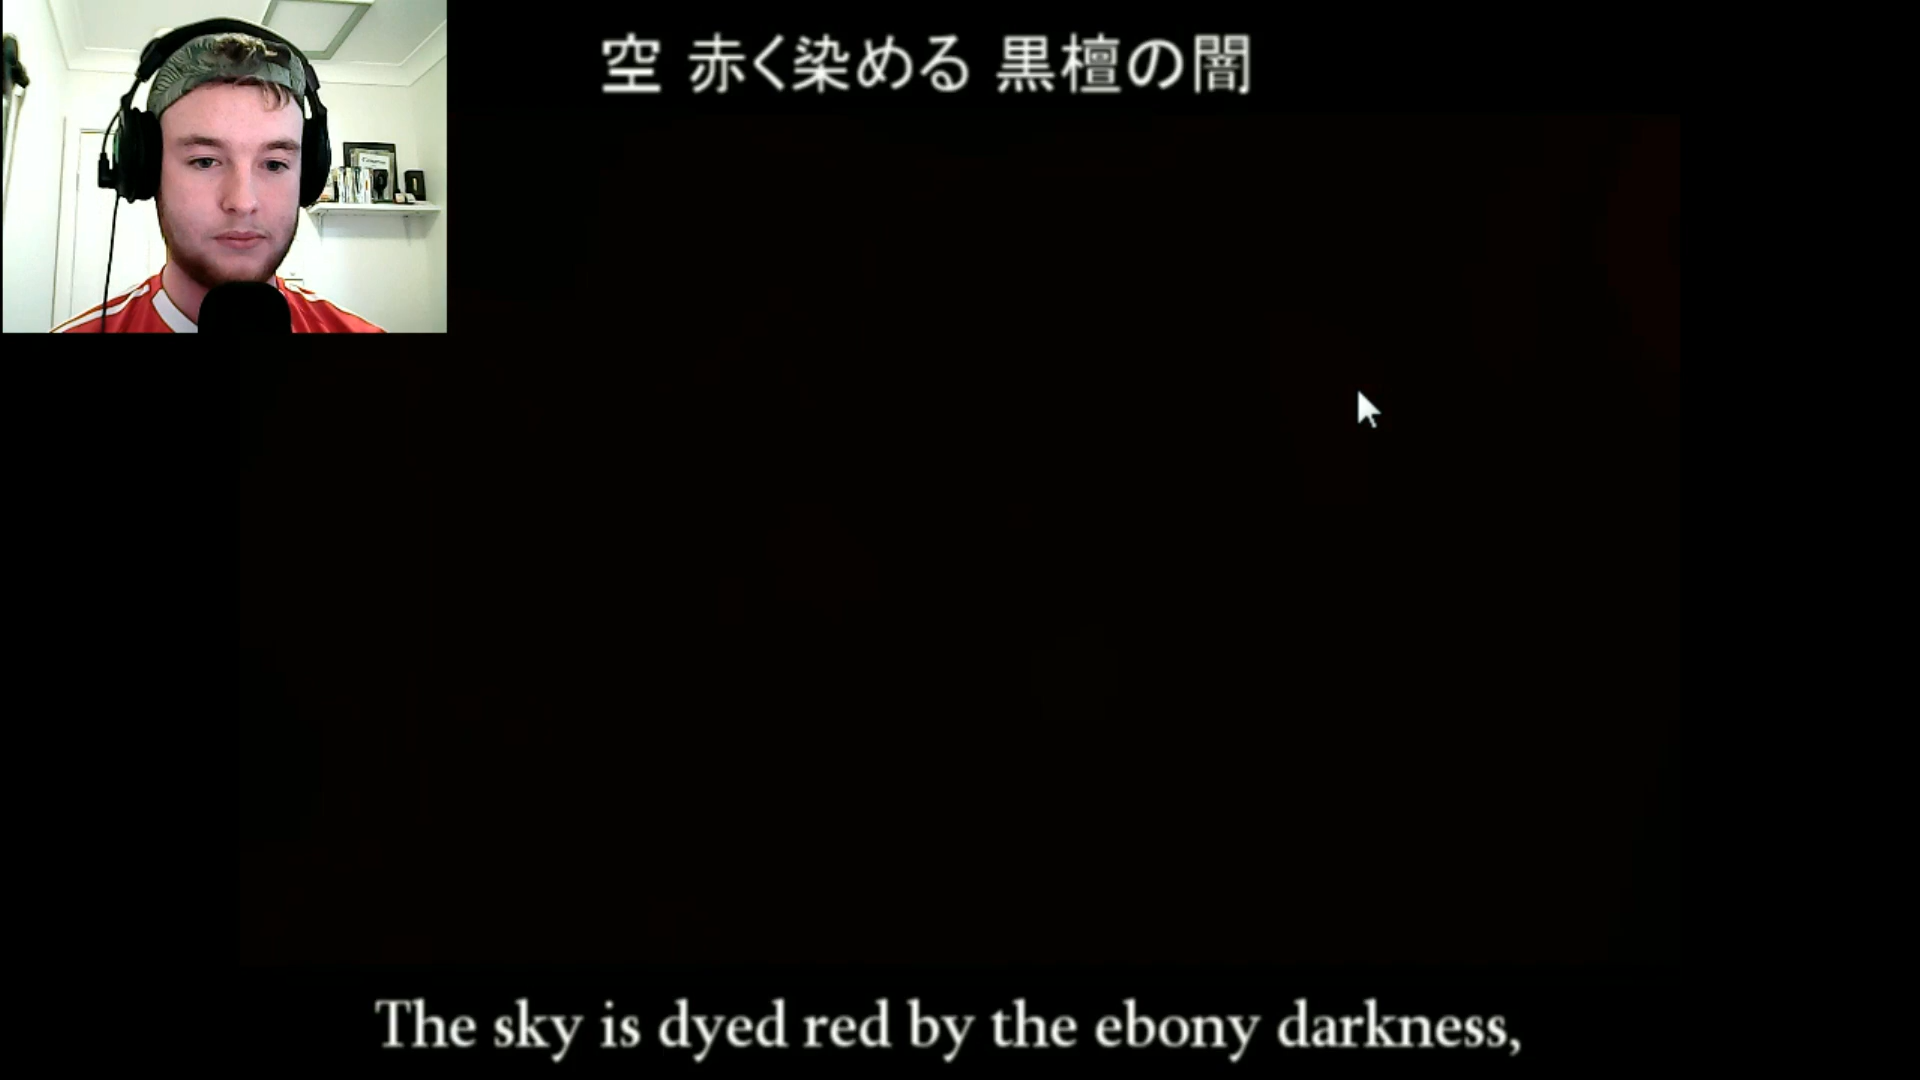 空 赤く染める 黒檀の闇
The sky is dyed red by the ebony darkness,